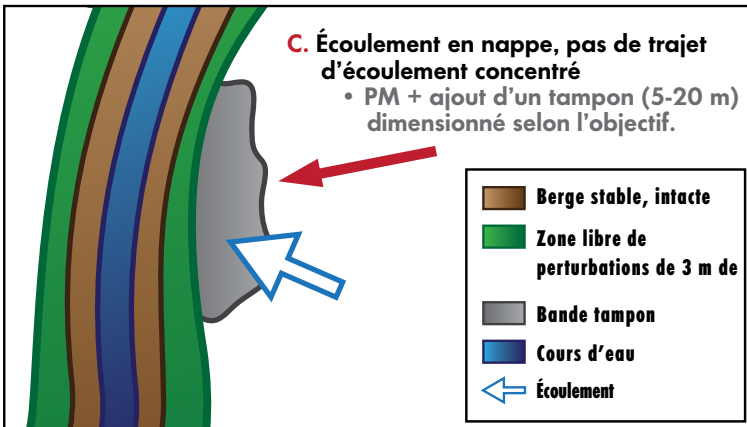 C. Écoulement en nappe, pas de trajet
d’écoulement concentré
• PM + ajout d’un tampon (5-20 m)
dimensionné selon l’objectif.
Berge stable, intacte
Zone libre de
perturbations de 3 m de
Bande tampon
Cours d’eau
Écoulement